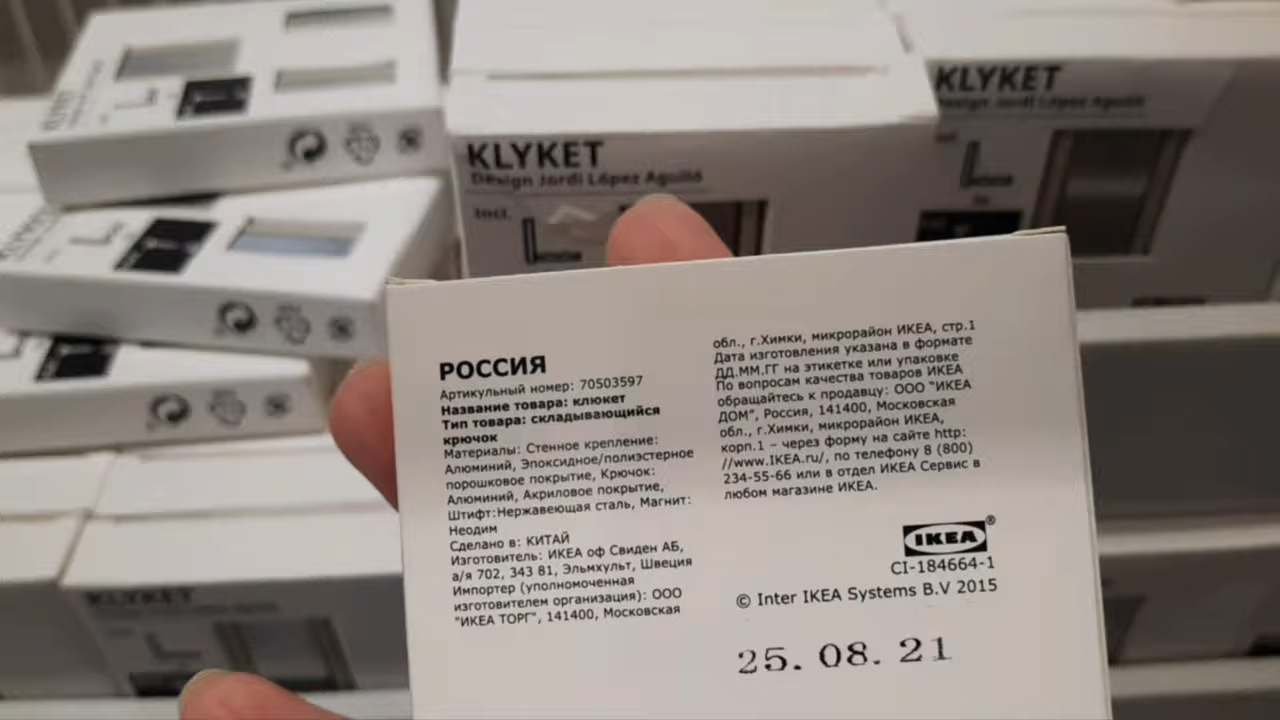 KLYKET
Design Jordi López Agulló
Incl.
KLYKET
Design Jordi López Agulló
KLYKET
РОССИЯ
Артикульный номер: 70503597
Название товара: клюкет
Тип товара: складывающийся
крючок
Материалы: Стенное крепление:
Алюминий, Эпоксидное/полиэстерное
порошковое покрытие, Крючок:
Алюминий, Акриловое покрытие,
Штифт:Нержавеющая сталь, Магнит:
Неодим
Сделано в: КИТАЙ
Изготовитель: ИКЕА оф Свиден АБ,
а/я 702, 343 81, Эльмхульт, Швеция
Импортер (уполномоченная
изготовителем организация): ООО
"ИКЕА ТОРГ", 141400, Московская
обл., г.Химки, микрорайон ИКЕА, стр.1
Дата изготовления указана в формате
ДД.ММ.ГГ на этикетке или упаковке
По вопросам качества товаров ИКЕА
обращайтесь к продавцу: ООО "ИКЕА
ДОМ", Россия, 141400, Московская
обл., г.Химки, микрорайон ИКЕА,
корп.1 – через форму на сайте http:
//www.IKEA.ru/, по телефону 8 (800)
234-55-66 или в отдел ИКЕА Сервис в
любом магазине ИКЕА.
IKEA®
CI-184664-1
© Inter IKEA Systems B.V 2015
25. 08. 21